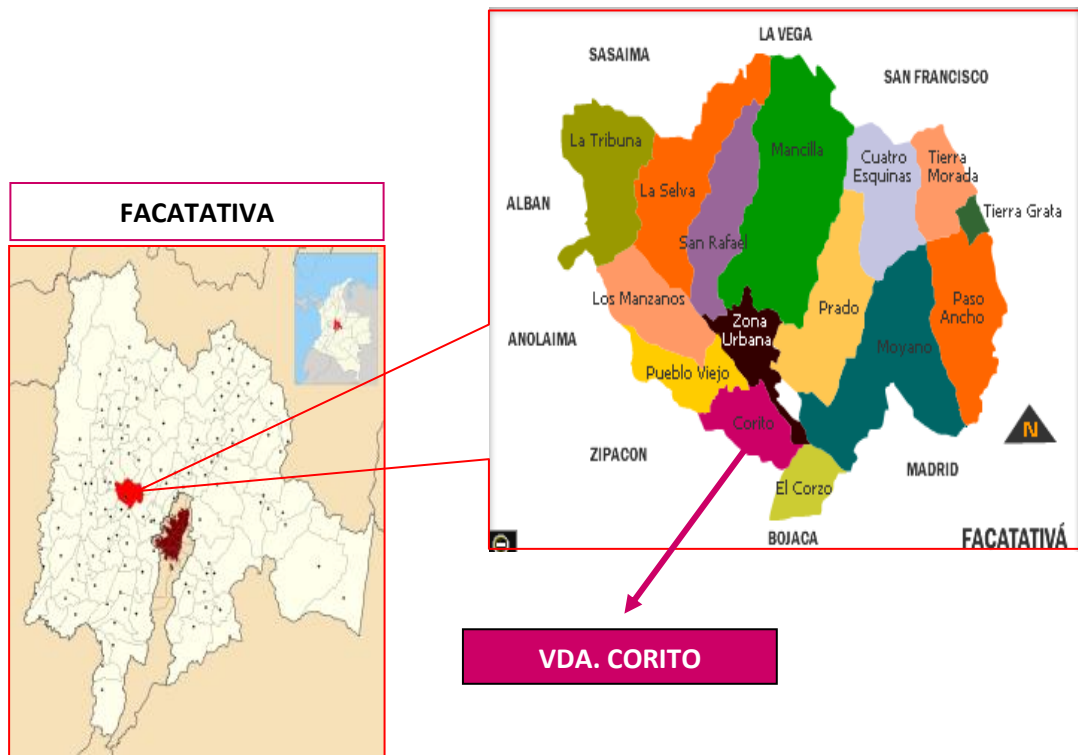 FACATATIVA
LA VEGA
SASAIMA
SAN FRANCISCO
La Tribuna
Mancilla
Cuatro
Esquinas
Tierra
Morada
La Selva
ALBAN
Tierra Grata
San Rafael
Los Manzanos
Zona
Urbana
Prado
Paso
Ancho
ANOLAIMA
Moyano
Pueblo Viejo
Corito
N
ZIPACON
MADRID
El Corzo
BOJACA
FACATATIVÁ
VDA. CORITO